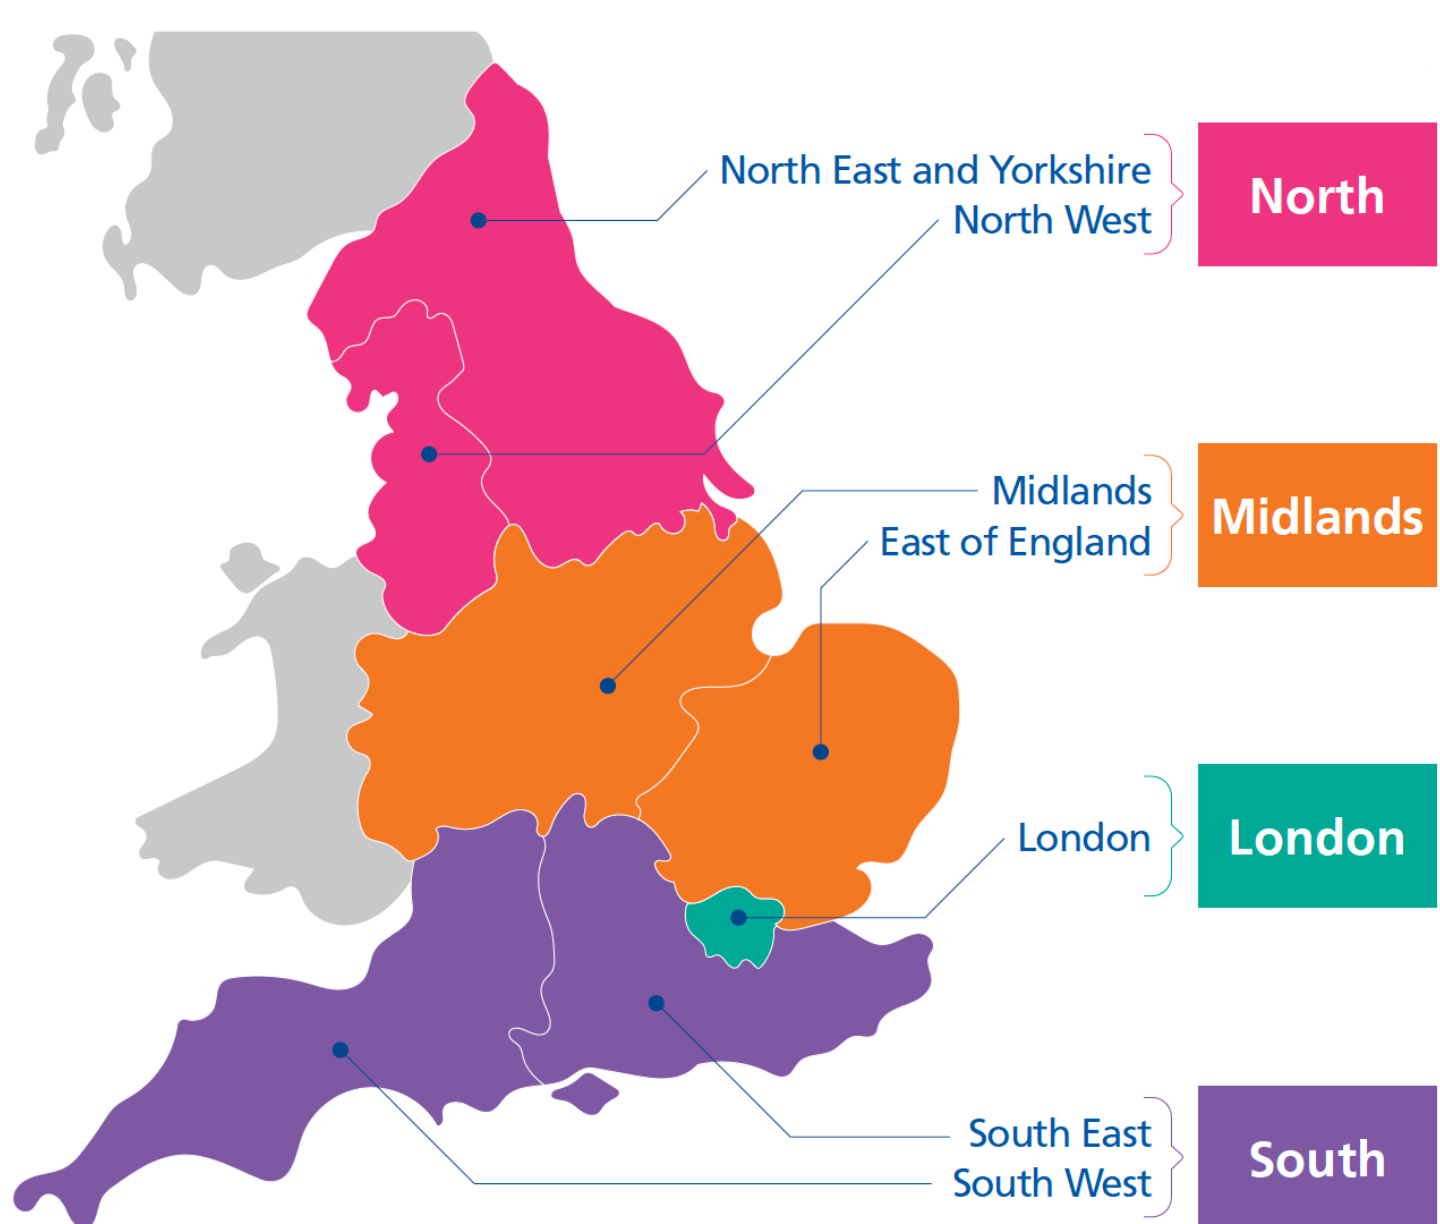 North East and Yorkshire
North West
North
Midlands
East of England
Midlands
London
London
South East
South West
South